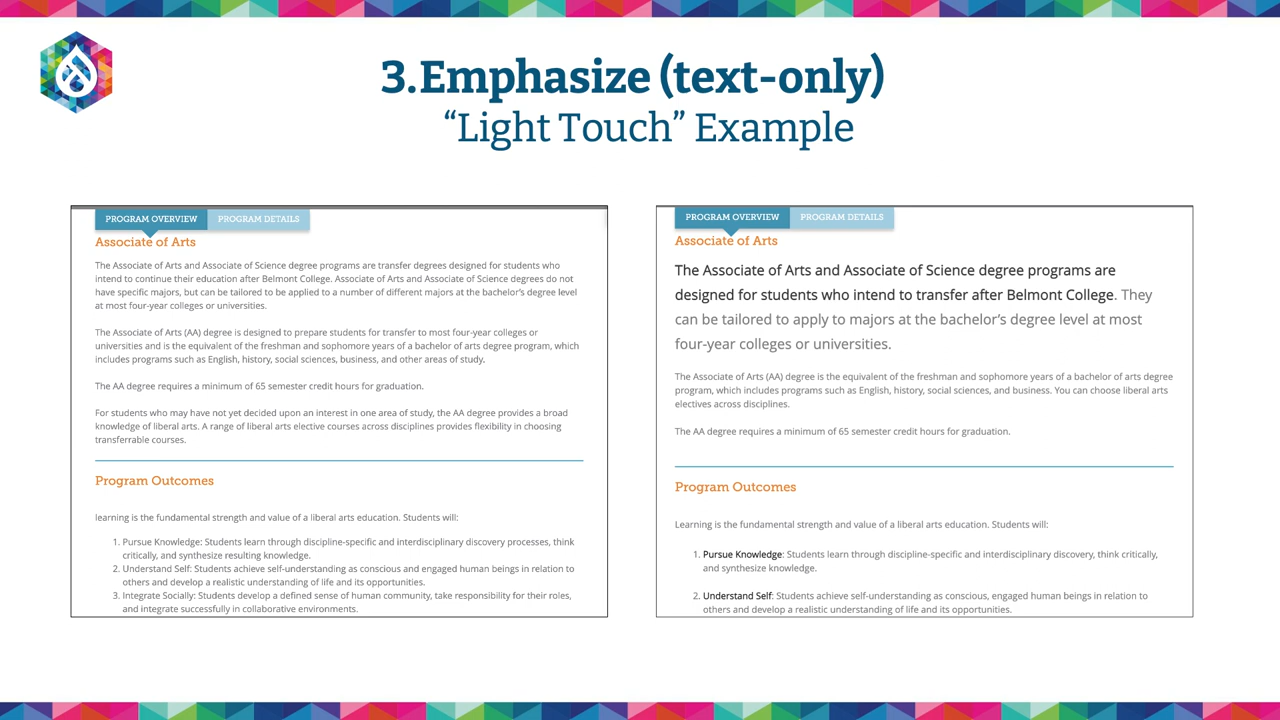 3.Emphasize (text-only)
“Light Touch” Example
PROGRAM OVERVIEW
PROGRAM DETAILS
Associate of Arts
The Associate of Arts and Associate of Science degree programs are transfer degrees designed for students who
intend to continue their education after Belmont College. Associate of Arts and Associate of Science degrees do not
have specific majors, but can be tailored to be applied to a number of different majors at the bachelor’s degree level
at most four-year colleges or universities.
The Associate of Arts (AA) degree is designed to prepare students for transfer to most four-year colleges or
universities and is the equivalent of the freshman and sophomore years of a bachelor of arts degree program, which
includes programs such as English, history, social sciences, business, and other areas of study.
The AA degree requires a minimum of 65 semester credit hours for graduation.
For students who may have not yet decided upon an interest in one area of study, the AA degree provides a broad
knowledge of liberal arts. A range of liberal arts elective courses across disciplines provides flexibility in choosing
transferrable courses.
Program Outcomes
learning is the fundamental strength and value of a liberal arts education. Students will:
1. Pursue Knowledge: Students learn through discipline-specific and interdisciplinary discovery processes, think
critically, and synthesize resulting knowledge.
2. Understand Self: Students achieve self-understanding as conscious and engaged human beings in relation to
others and develop a realistic understanding of life and its opportunities.
3. Integrate Socially: Students develop a defined sense of human community, take responsibility for their roles,
and integrate successfully in collaborative environments.
PROGRAM OVERVIEW
PROGRAM DETAILS
Associate of Arts
The Associate of Arts and Associate of Science degree programs are
designed for students who intend to transfer after Belmont College. They
can be tailored to apply to majors at the bachelor’s degree level at most
four-year colleges or universities.
The Associate of Arts (AA) degree is the equivalent of the freshman and sophomore years of a bachelor of arts degree
program, which includes programs such as English, history, social sciences, and business. You can choose liberal arts
electives across disciplines.
The AA degree requires a minimum of 65 semester credit hours for graduation.
Program Outcomes
Learning is the fundamental strength and value of a liberal arts education. Students will:
1. Pursue Knowledge: Students learn through discipline-specific and interdisciplinary discovery, think critically,
and synthesize knowledge.
2. Understand Self: Students achieve self-understanding as conscious, engaged human beings in relation to
others and develop a realistic understanding of life and its opportunities.